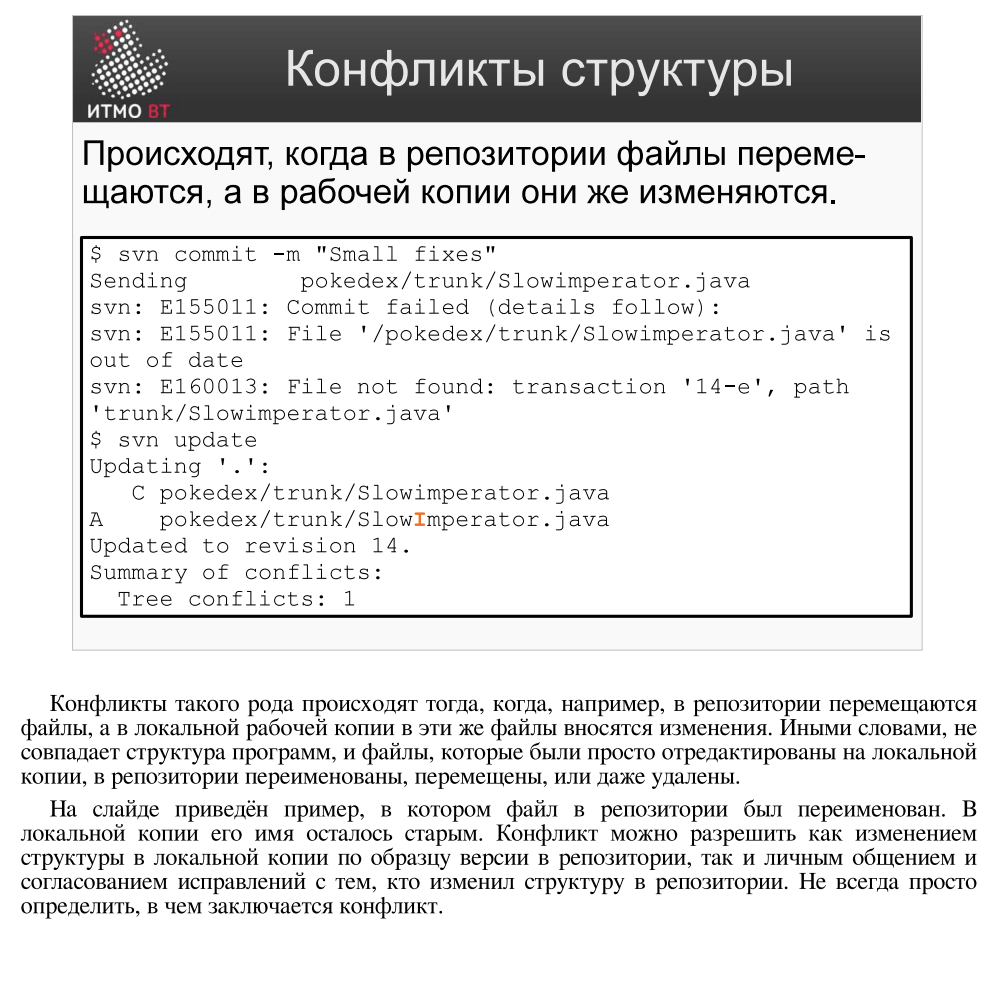 ИТМО ВТ
Конфликты структуры
Происходят, когда в репозитории файлы переме-
щаются, а в рабочей копии они же изменяются.
$ svn commit -m "Small fixes"
Sending        pokedex/trunk/Slowimperator.java
svn: E155011: Commit failed (details follow):
svn: E155011: File '/pokedex/trunk/Slowimperator.java' is
out of date
svn: E160013: File not found: transaction '14-e', path
'trunk/Slowimperator.java'
$ svn update
Updating '.':
   C pokedex/trunk/Slowimperator.java
A    pokedex/trunk/SlowImperator.java
Updated to revision 14.
Summary of conflicts:
  Tree conflicts: 1
Конфликты такого рода происходят тогда, когда, например, в репозитории перемещаются
файлы, а в локальной рабочей копии в эти же файлы вносятся изменения. Иными словами, не
совпадает структура программ, и файлы, которые были просто отредактированы на локальной
копии, в репозитории переименованы, перемещены, или даже удалены.
На слайде приведён пример, в котором файл в репозитории был переименован. В
локальной копии его имя осталось старым. Конфликт можно разрешить как изменением
структуры в локальной копии по образцу версии в репозитории, так и личным общением и
согласованием исправлений с тем, кто изменил структуру в репозитории. Не всегда просто
определить, в чем заключается конфликт.